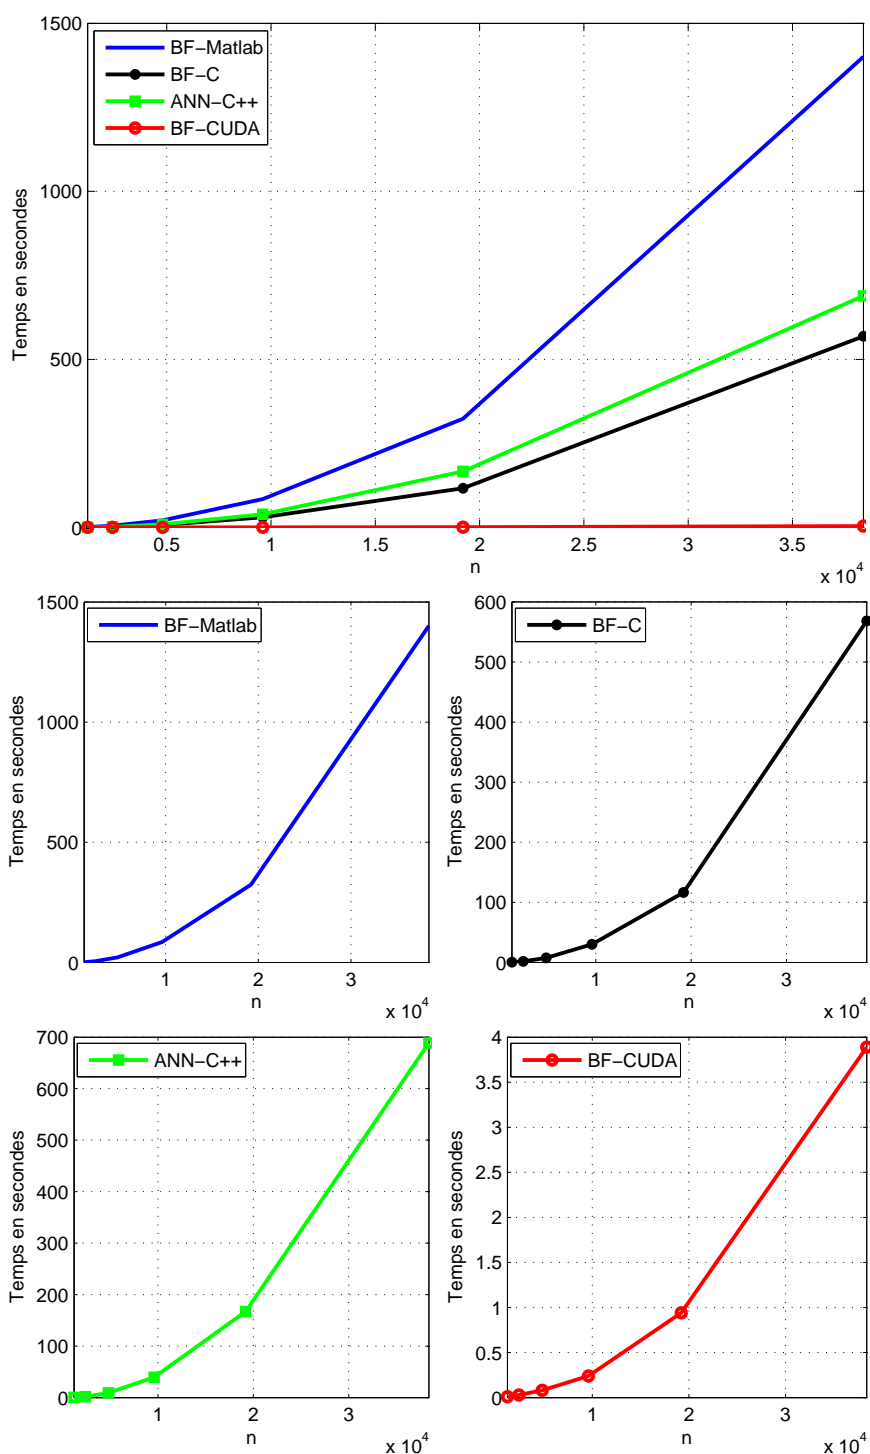 1500
1000
500
0
Temps en secondes
BF−Matlab
BF−C
ANN−C++
BF−CUDA
0.5 1 1.5 2 2.5 3 3.5
n
x 10^4
1500
1000
500
0
Temps en secondes
BF−Matlab
1 2 3
n
x 10^4
600
500
400
300
200
100
0
Temps en secondes
BF−C
1 2 3
n
x 10^4
700
600
500
400
300
200
100
0
Temps en secondes
ANN−C++
1 2 3
n
x 10^4
4
3.5
3
2.5
2
1.5
1
0.5
0
Temps en secondes
BF−CUDA
1 2 3
n
x 10^4